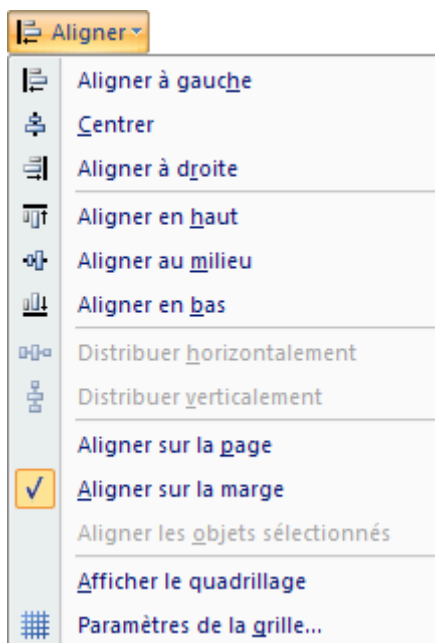 Aligner
Aligner à gauche
Centrer
Aligner à droite
Aligner en haut
Aligner au milieu
Aligner en bas
Distribuer horizontalement
Distribuer verticalement
Aligner sur la page
Aligner sur la marge
Aligner les objets sélectionnés
Afficher le quadrillage
Paramètres de la grille...